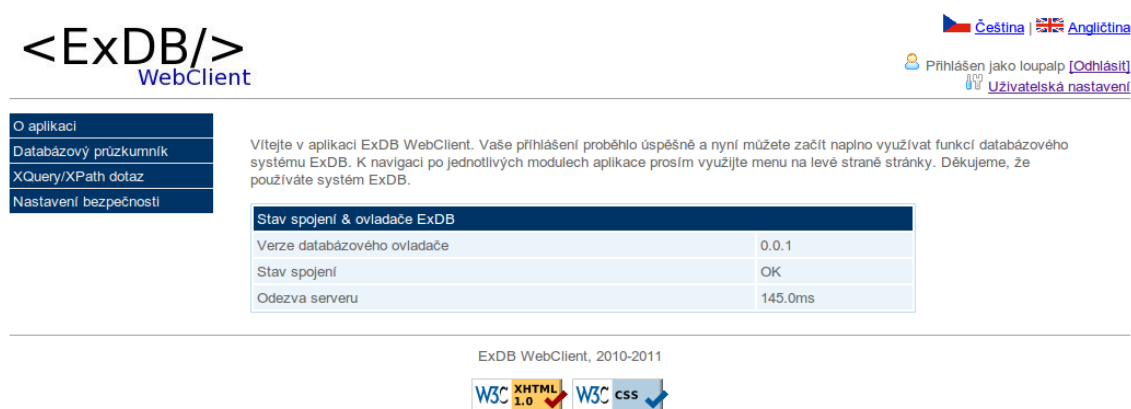 <ExDB/>
WebClient
Čeština | Angličtina
Přihlášen jako loupalp [Odhlásit]
Uživatelská nastavení
O aplikaci
Databázový průzkumník
XQuery/XPath dotaz
Nastavení bezpečnosti
Vítejte v aplikaci ExDB WebClient. Vaše příhlášení proběhlo úspěšně a nyní můžete začít naplno využívat funkcí databázového
systému ExDB. K navigaci po jednotlivých modulech aplikace prosím využijte menu na levé straně stránky. Děkujeme, že
používáte systém ExDB.
Stav spojení & ovladače ExDB
Verze databázového ovladače 0.0.1
Stav spojení OK
Odezva serveru 145.0ms
ExDB WebClient, 2010-2011
W3C XHTML 1.0 W3C css